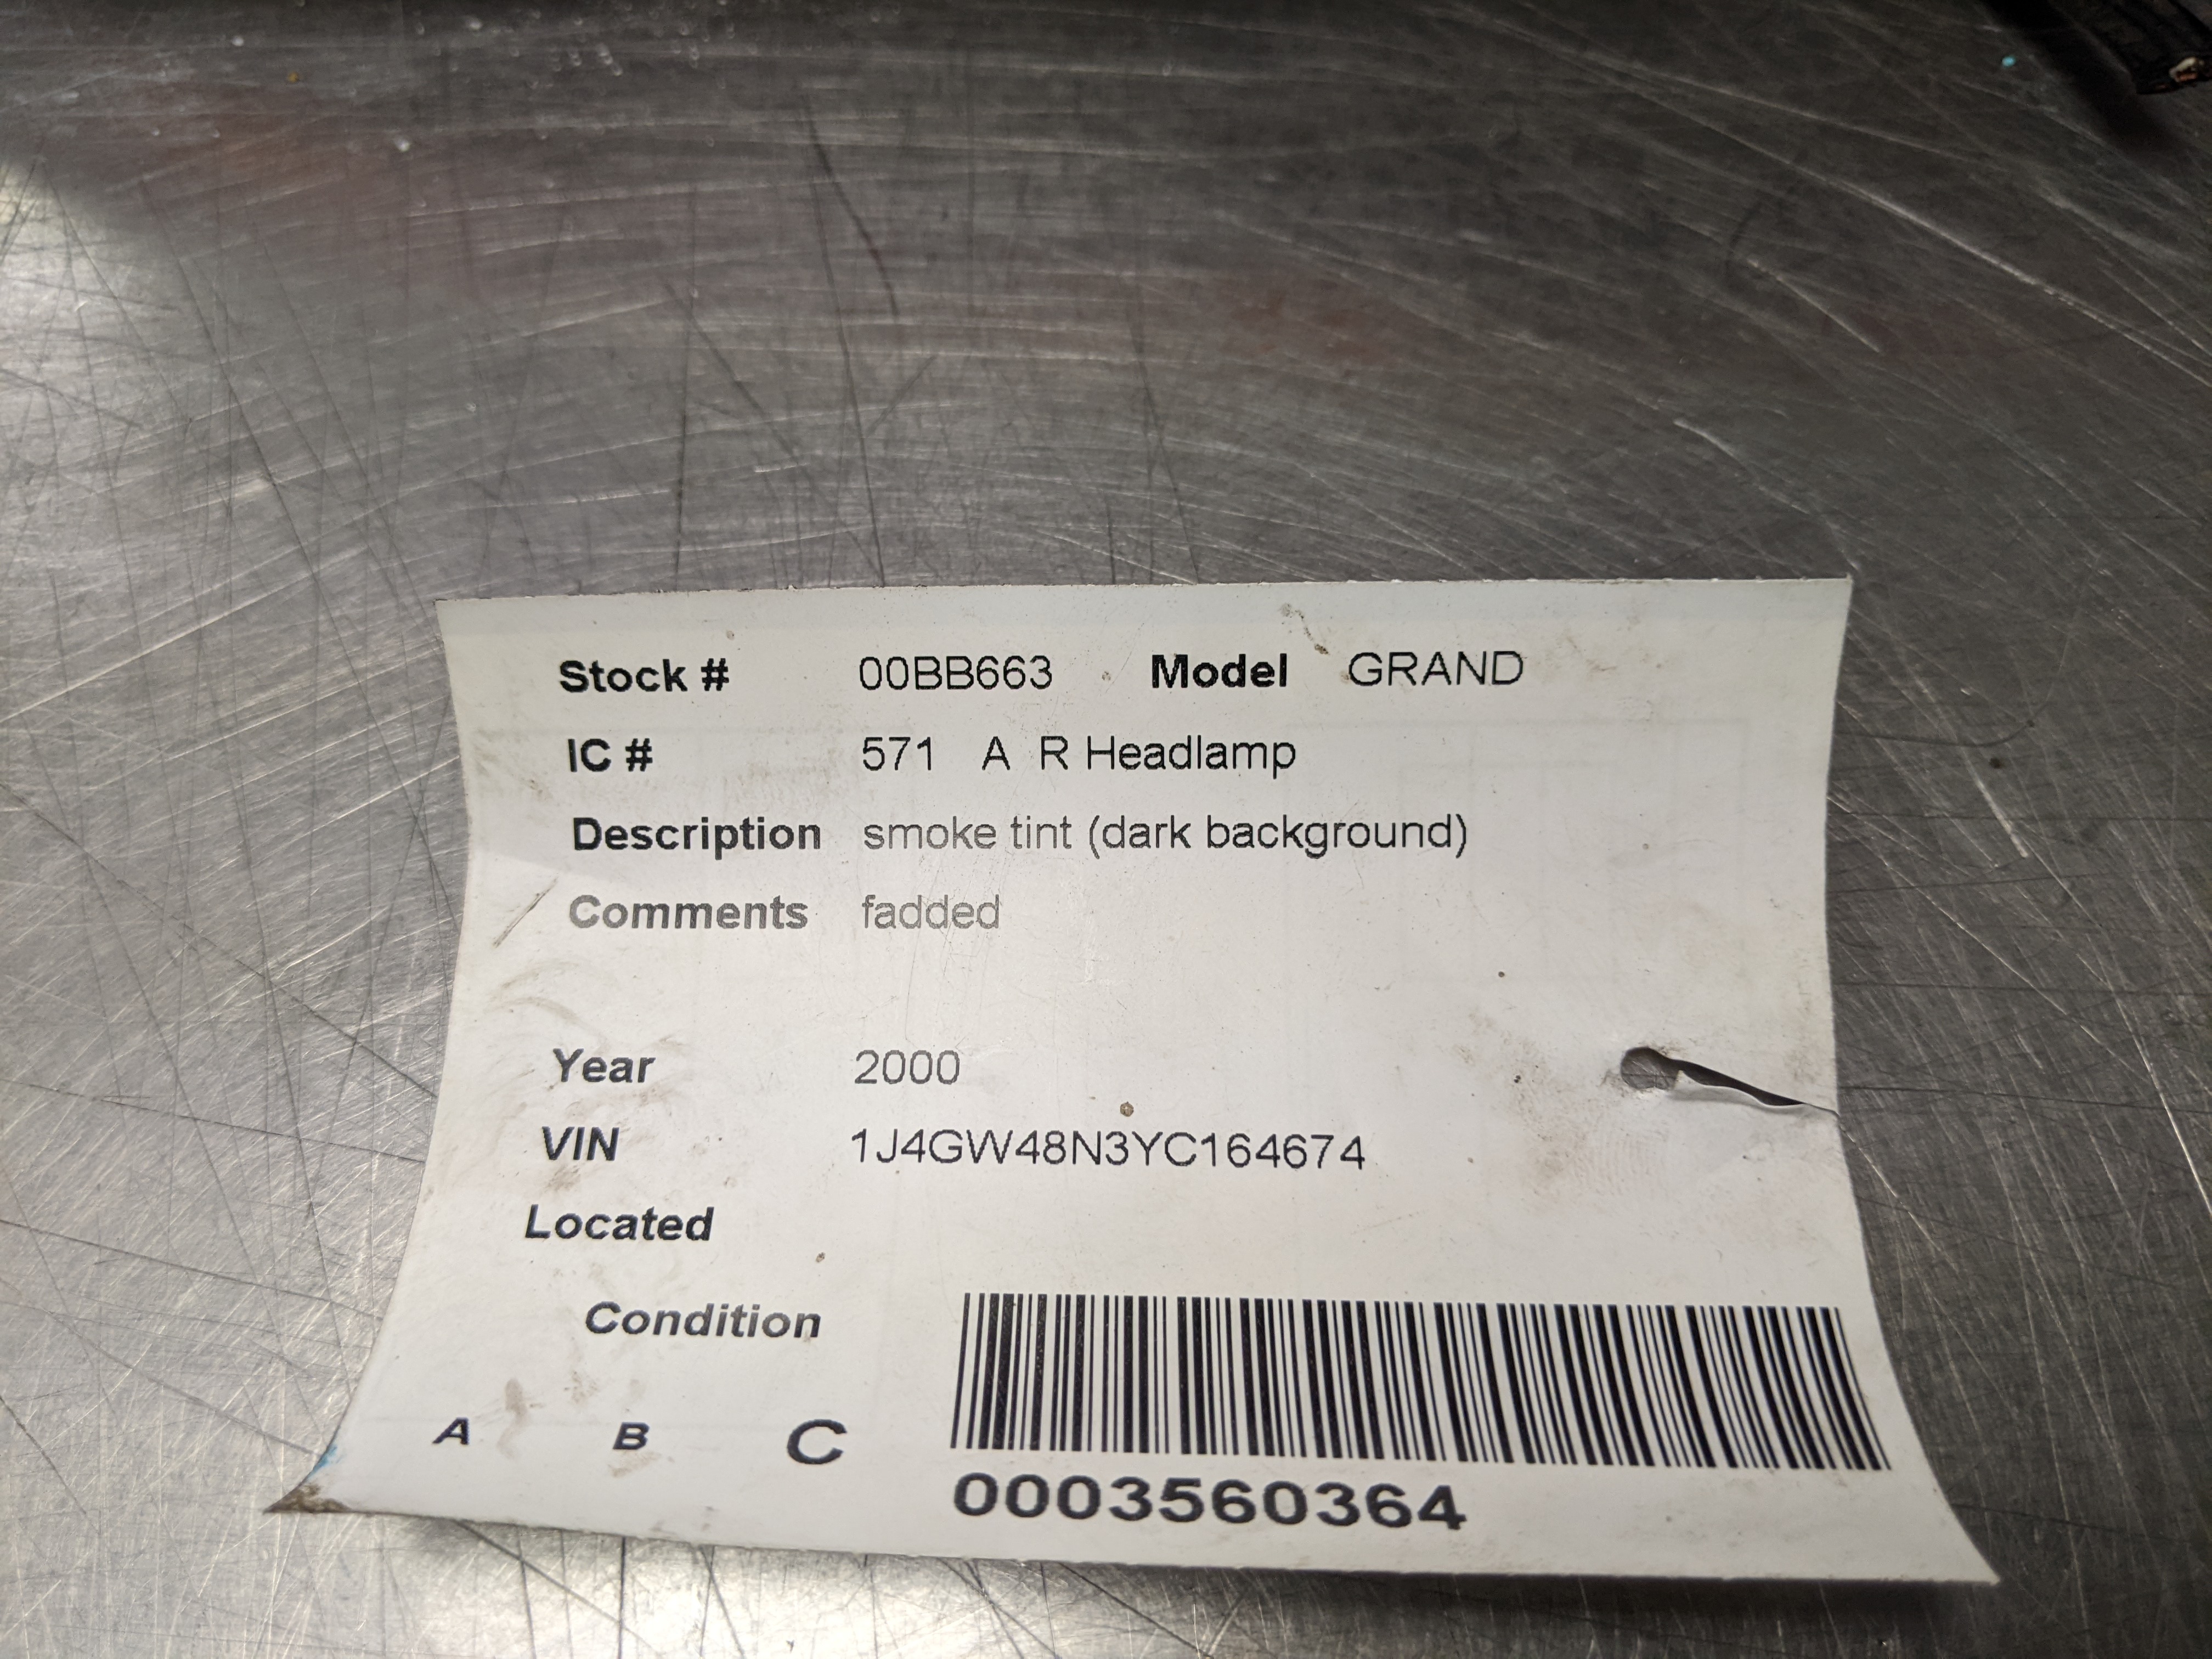 Stock # 00BB663 Model GRAND
IC # 571 A R Headlamp
Description smoke tint (dark background)
Comments fadded
Year 2000
VIN 1J4GW48N3YC164674
Located
Condition
A B C
0003560364